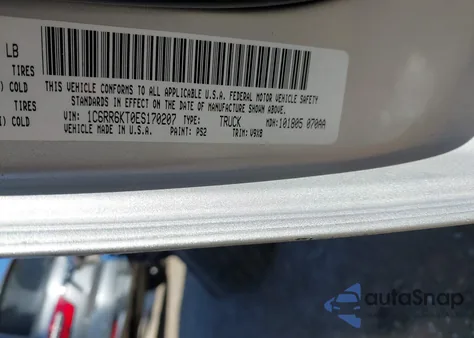 LB
TIRES
) COLD
THIS VEHICLE CONFORMS TO ALL APPLICABLE U.S.A. FEDERAL MOTOR VEHICLE SAFETY
TIRES
STANDARDS IN EFFECT ON THE DATE OF MANUFACTURE SHOWN ABOVE.
) COLD
VIN: 1C6RR6KT0ES170207 TYPE: TRUCK MDH: 101805 070AA
VEHICLE MADE IN U.S.A. PAINT: PS2 TRIM: V9X8
autoSnap